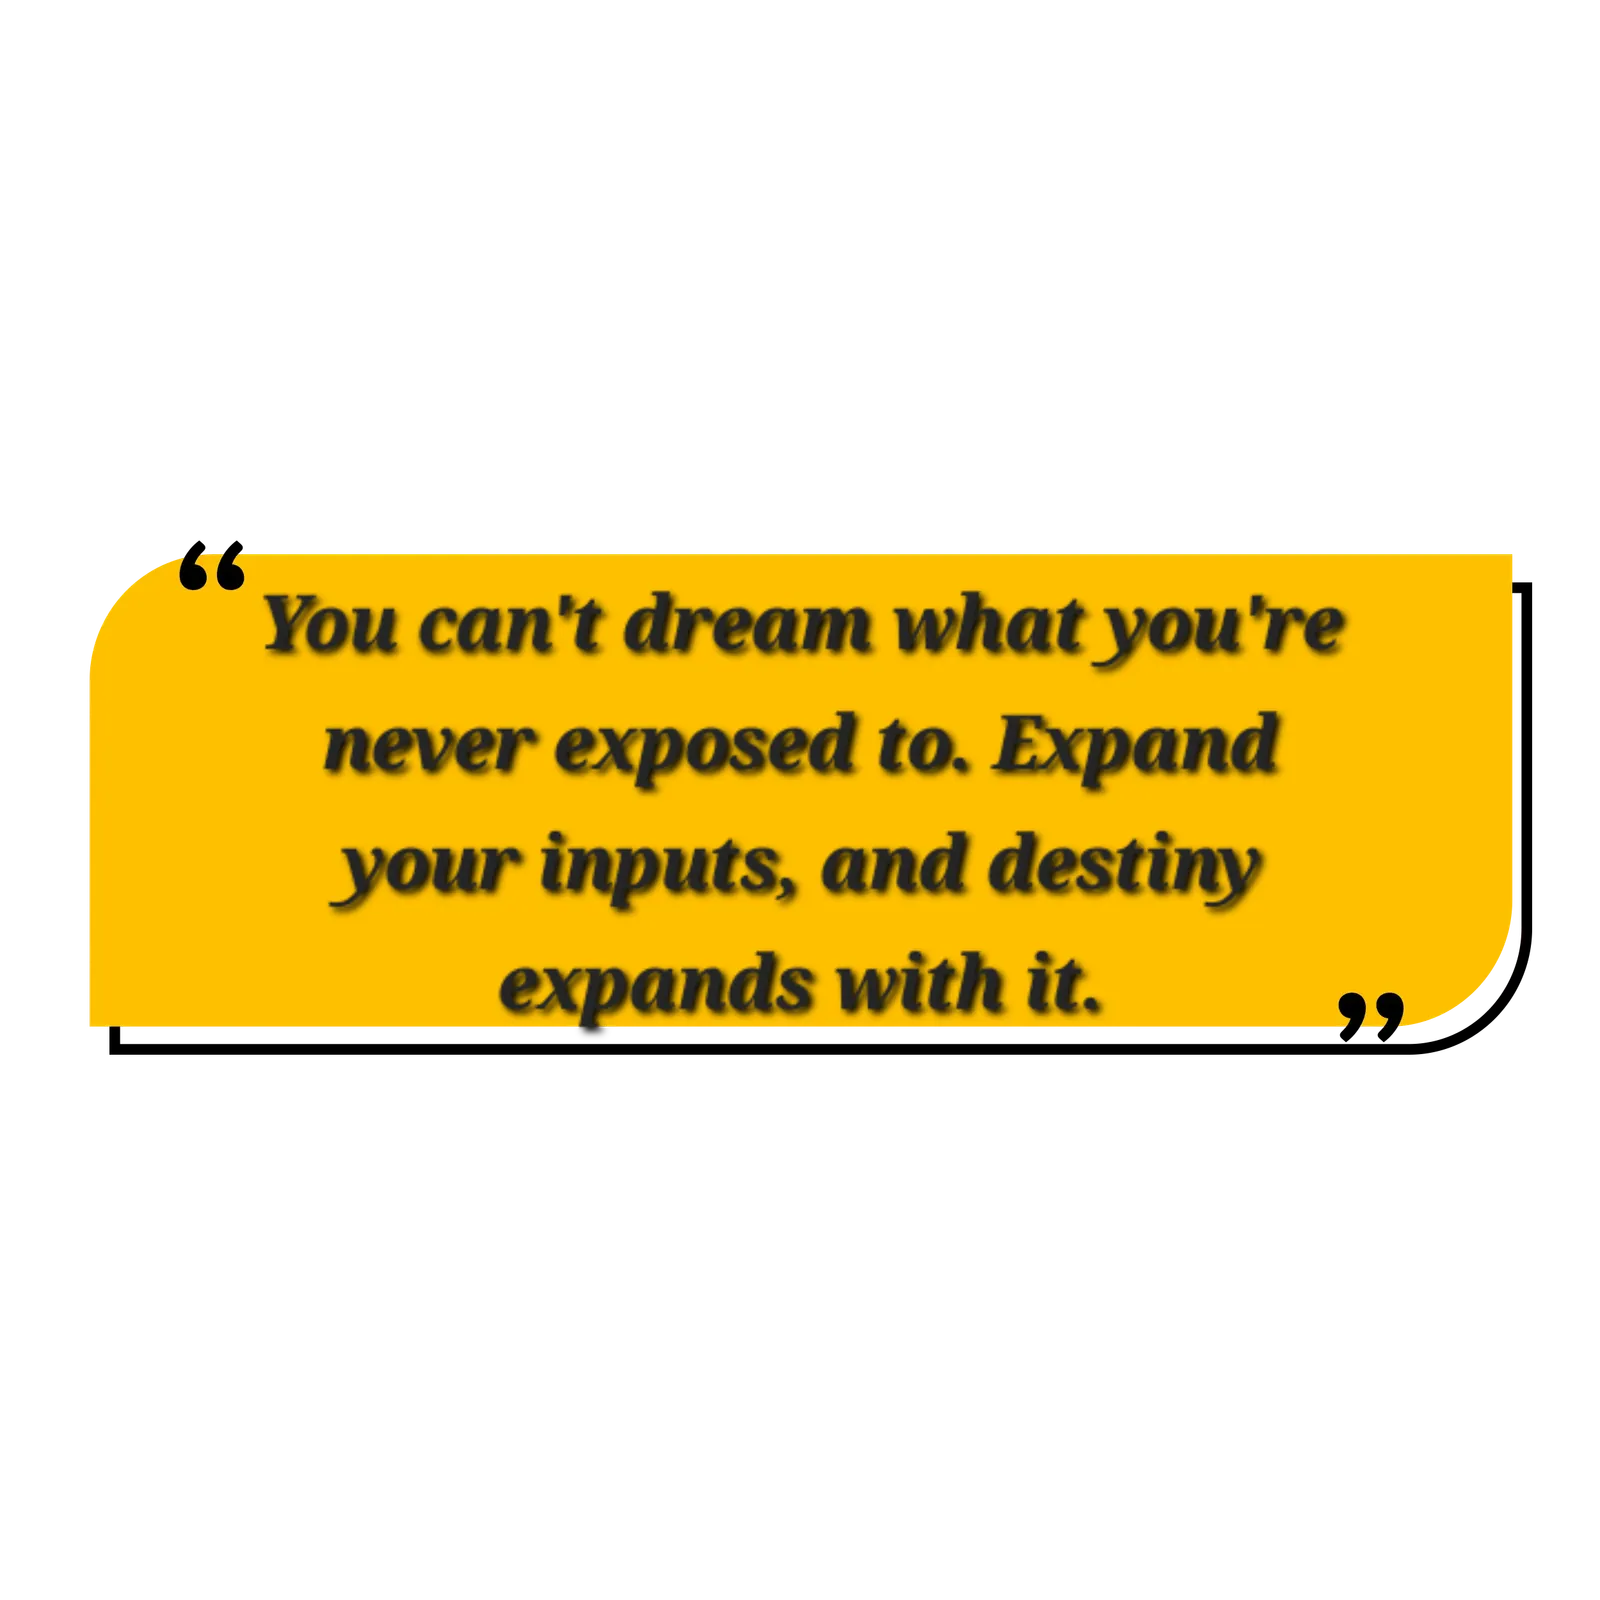 “You can't dream what you're
never exposed to. Expand
your inputs, and destiny
expands with it.”